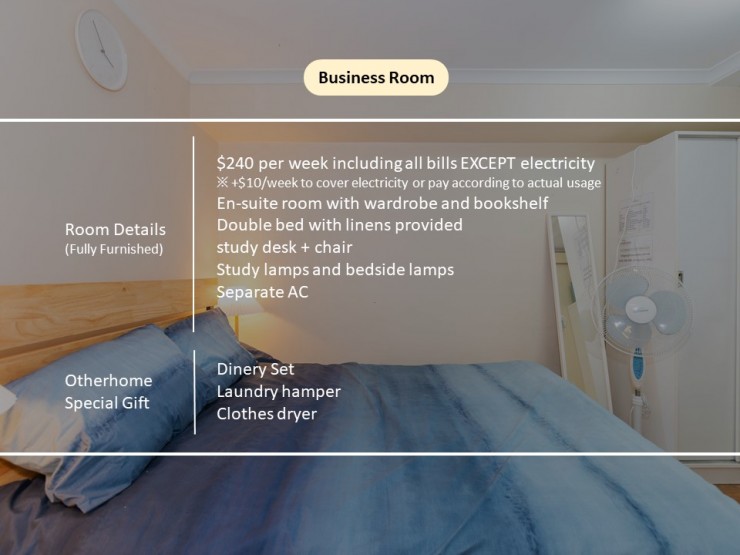 Business Room
$240 per week including all bills EXCEPT electricity
※ +$10/week to cover electricity or pay according to actual usage
En-suite room with wardrobe and bookshelf
Double bed with linens provided
study desk + chair
Study lamps and bedside lamps
Separate AC
Room Details
(Fully Furnished)
Otherhome
Special Gift
Dinery Set
Laundry hamper
Clothes dryer